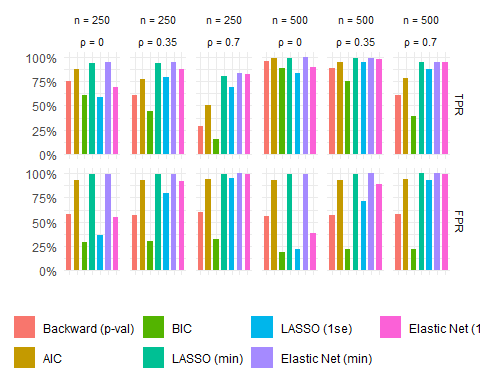 n = 250 n = 250 n = 250 n = 500 n = 500 n = 500
ρ = 0 ρ = 0.35 ρ = 0.7 ρ = 0 ρ = 0.35 ρ = 0.7
100%
75%
50%
25%
0%
TPR
100%
75%
50%
25%
0%
FPR
Backward (p-val) BIC LASSO (1se) Elastic Net (1
AIC LASSO (min) Elastic Net (min)